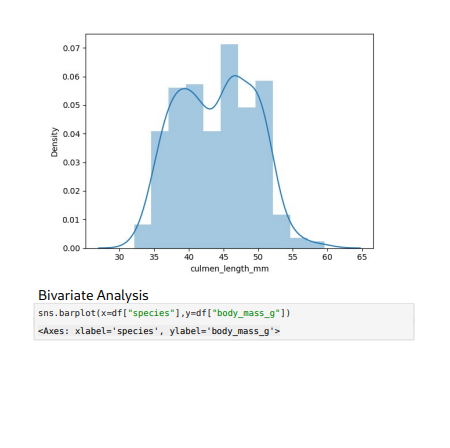 0.07
0.06
0.05
0.04
0.03
0.02
0.01
0.00
Density
30 35 40 45 50 55 60 65
culmen_length_mm
Bivariate Analysis
sns.barplot(x=df["species"],y=df["body_mass_g"])
<Axes: xlabel='species', ylabel='body_mass_g'>